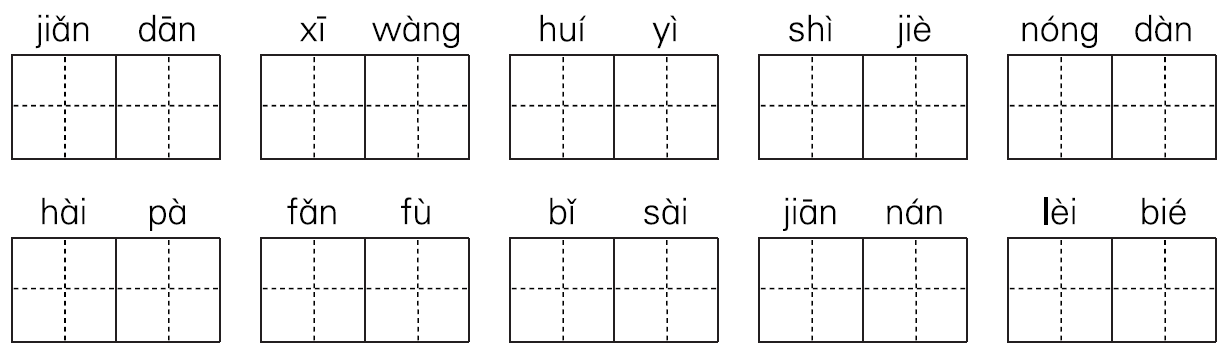 jiǎn dān xī wàng huí yì shì jiè nóng dàn
hài pà fǎn fù bǐ sài jiān nán lèi bié